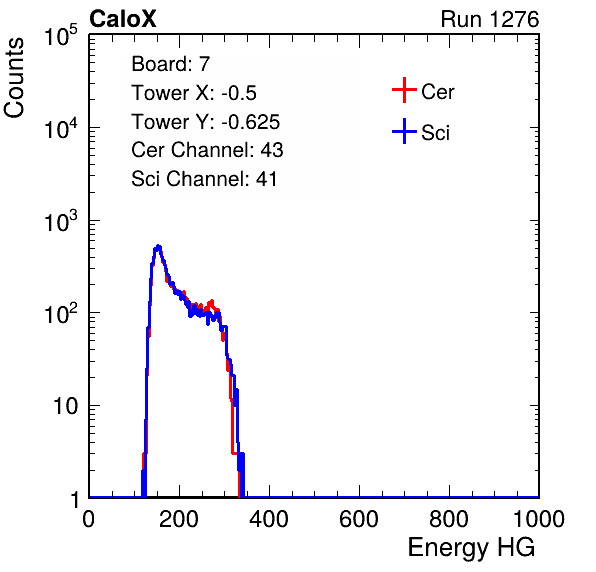 CaloX Run 1276
Counts
10^5
10^4
10^3
10^2
10
1
Board: 7
Tower X: -0.5
Tower Y: -0.625
Cer Channel: 43
Sci Channel: 41
Cer
Sci
0 200 400 600 800 1000
Energy HG